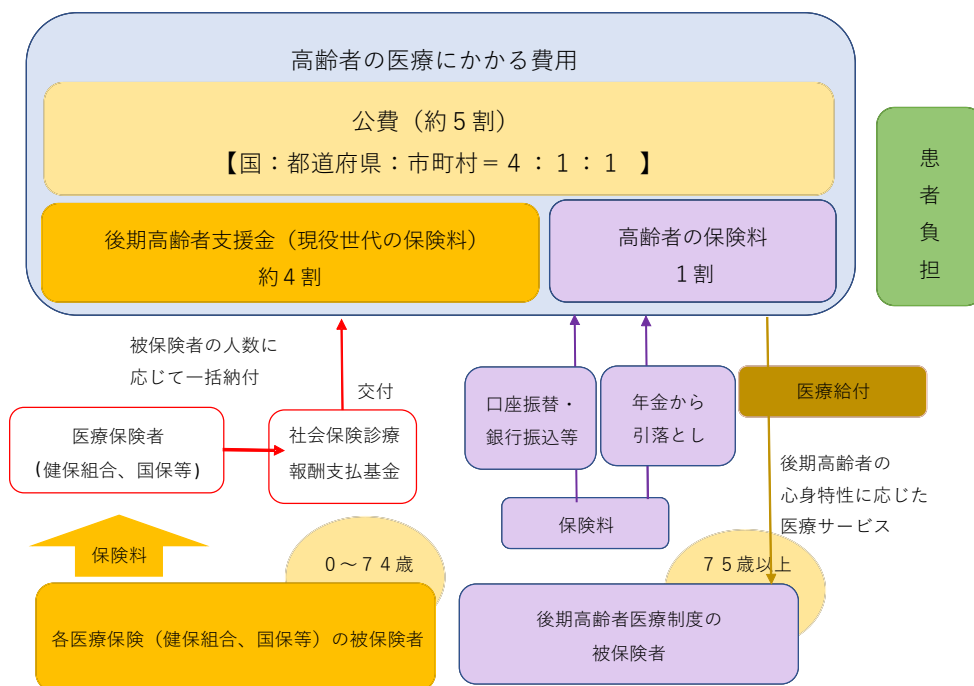 高齢者の医療にかかる費用
公費（約５割）
【国：都道府県：市町村＝４：１：１　】
後期高齢者支援金（現役世代の保険料）
約４割
高齢者の保険料
１割
患
者
負
担
被保険者の人数に
応じて一括納付
交付
医療保険者
(健保組合、国保等)
社会保険診療
報酬支払基金
口座振替・
銀行振込等
年金から
引落とし
医療給付
後期高齢者の
心身特性に応じた
医療サービス
保険料
保険料
０～７４歳
７５歳以上
各医療保険（健保組合、国保等）の被保険者
後期高齢者医療制度の
被保険者